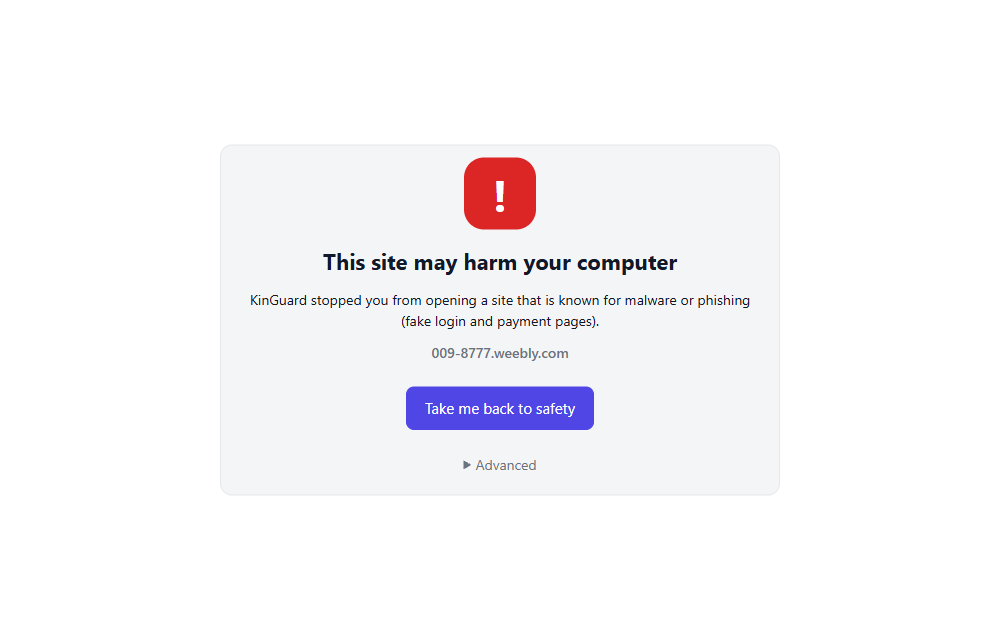 !
This site may harm your computer
KinGuard stopped you from opening a site that is known for malware or phishing
(fake login and payment pages).
009-8777.weebly.com
Take me back to safety
▶ Advanced